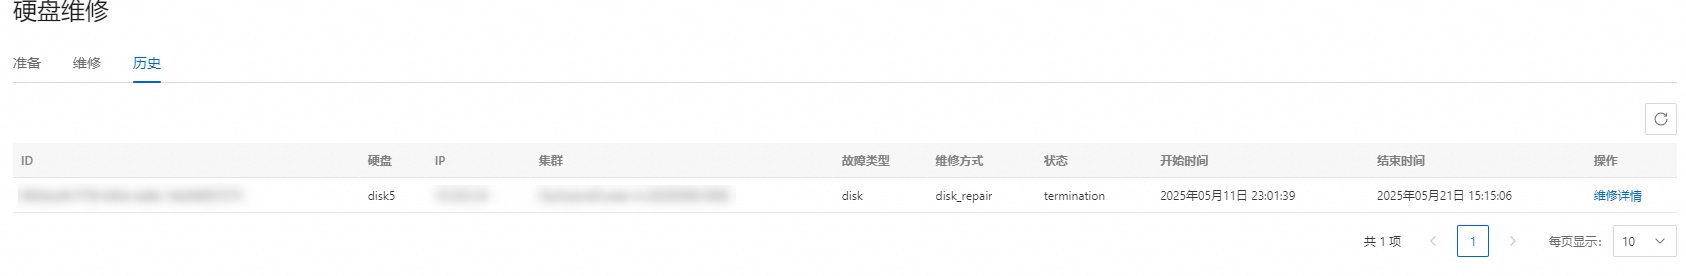 硬盘维修
准备 维修 历史
ID 硬盘 IP 集群 故障类型 维修方式 状态 开始时间 结束时间 操作
disk5 disk disk_repair termination 2025年05月11日 23:01:39 2025年05月21日 15:15:06 维修详情
共 1 项 1 每页显示: 10